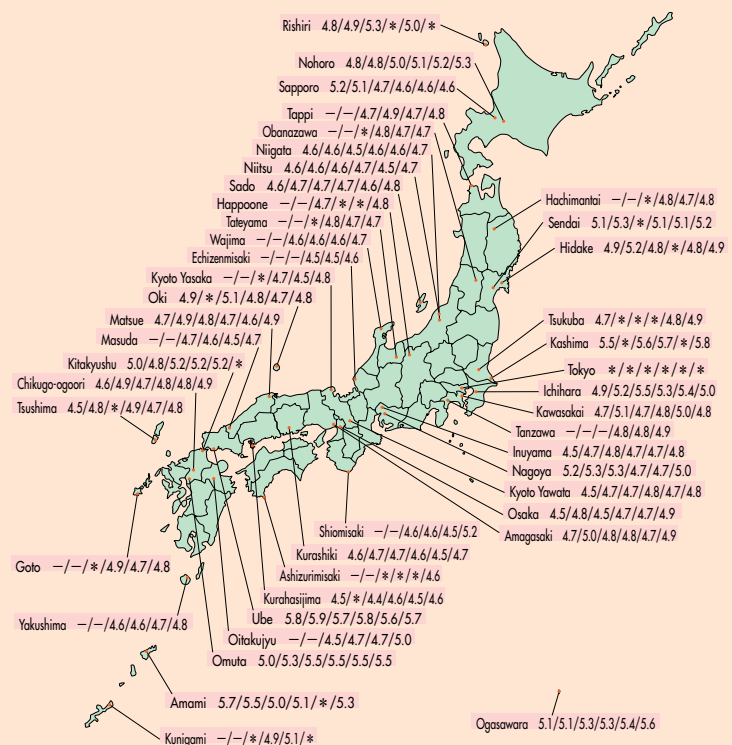 Rishiri 4.8/4.9/5.3/*/5.0/*
Nohoro 4.8/4.8/5.0/5.1/5.2/5.3
Sapporo 5.2/5.1/4.7/4.6/4.6/4.6
Tappi −/−/4.7/4.9/4.7/4.8
Obanazawa −/−/*/4.8/4.7/4.7
Niigata 4.6/4.6/4.5/4.6/4.6/4.7
Niitsu 4.6/4.6/4.6/4.7/4.5/4.7
Sado 4.6/4.7/4.7/4.7/4.6/4.8
Happoone −/−/4.7/*/*/4.8
Tateyama −/−/*/4.8/4.7/4.7
Wajima −/−/4.6/4.6/4.6/4.7
Echizenmisaki −/−/−/4.5/4.5/4.6
Kyoto Yasaka −/−/*/4.7/4.5/4.8
Oki 4.9/*/5.1/4.8/4.7/4.8
Matsue 4.7/4.9/4.8/4.7/4.6/4.9
Masuda −/−/4.7/4.6/4.5/4.7
Kitakyushu 5.0/4.8/5.2/5.2/5.2/*
Chikugo-ogoori 4.6/4.9/4.7/4.8/4.8/4.9
Tsushima 4.5/4.8/*/4.9/4.7/4.8
Hachimantai −/−/*/4.8/4.7/4.8
Sendai 5.1/5.3/*/5.1/5.1/5.2
Hidake 4.9/5.2/4.8/*/4.8/4.9
Tsukuba 4.7/*/*/*/4.8/4.9
Kashima 5.5/*/5.6/5.7/*/5.8
Tokyo */*/*/*/*/*
Ichihara 4.9/5.2/5.5/5.3/5.4/5.0
Kawasakai 4.7/5.1/4.7/4.8/5.0/4.8
Tanzawa −/−/−/4.8/4.8/4.9
Inuyama 4.5/4.7/4.8/4.7/4.7/4.8
Nagoya 5.2/5.3/5.3/4.7/4.7/5.0
Kyoto Yawata 4.5/4.7/4.7/4.8/4.7/4.8
Osaka 4.5/4.8/4.5/4.7/4.7/4.9
Amagasaki 4.7/5.0/4.8/4.8/4.7/4.9
Shiomisaki −/−/4.6/4.6/4.5/5.2
Kurashiki 4.6/4.7/4.7/4.6/4.5/4.7
Ashizurimisaki −/−/*/*/*/4.6
Kurahasijima 4.5/*/4.4/4.6/4.5/4.6
Ube 5.8/5.9/5.7/5.8/5.6/5.7
Oitakujyu −/−/4.5/4.7/4.7/5.0
Omuta 5.0/5.3/5.5/5.5/5.5/5.5
Goto −/−/*/4.9/4.7/4.8
Yakushima −/−/4.6/4.6/4.7/4.8
Amami 5.7/5.5/5.0/5.1/*/5.3
Kunigami −/−/*/4.9/5.1/*
Ogasawara 5.1/5.1/5.3/5.3/5.4/5.6